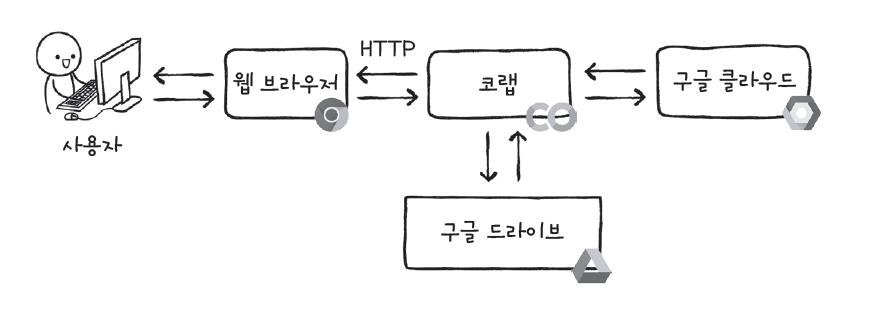 HTTP
웹 브라우저
코랩
구글 클라우드
사용자
구글 드라이브